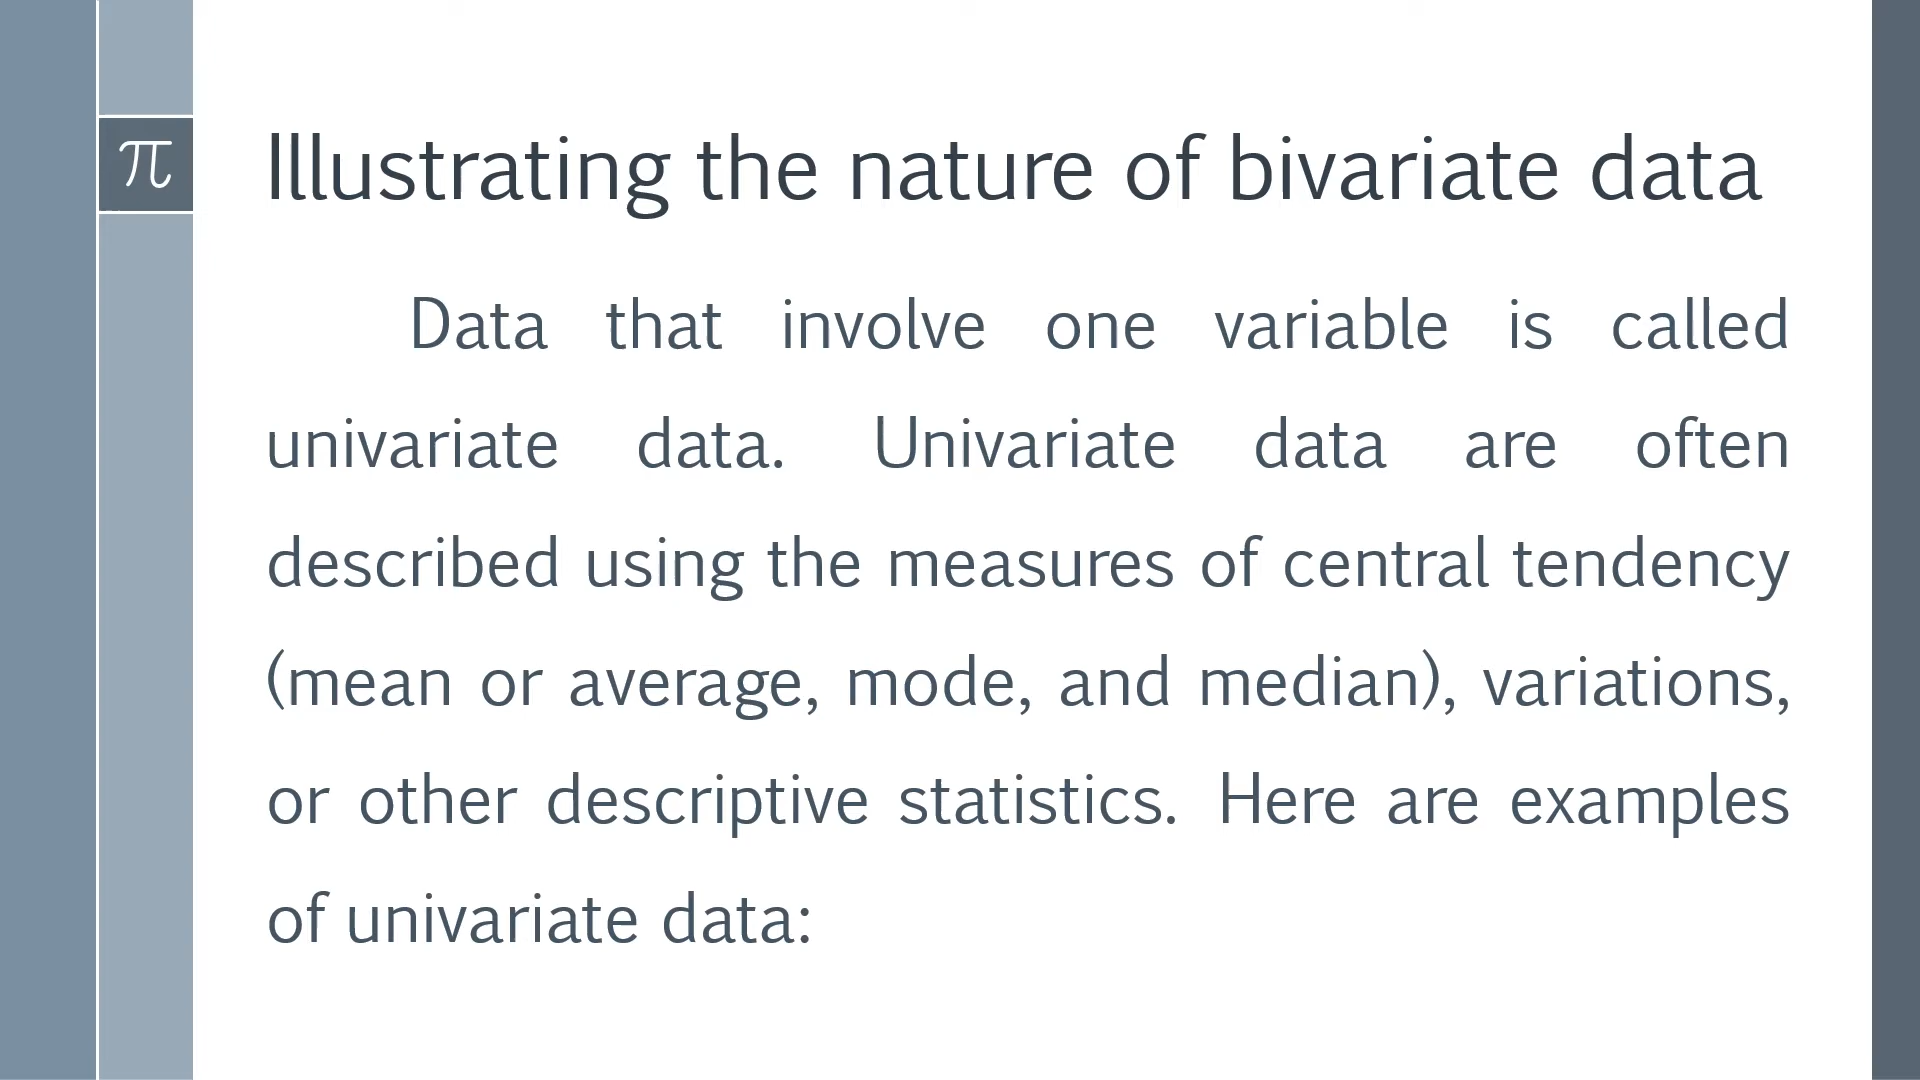 π
Illustrating the nature of bivariate data
Data that involve one variable is called
univariate data. Univariate data are often
described using the measures of central tendency
(mean or average, mode, and median), variations,
or other descriptive statistics. Here are examples
of univariate data: